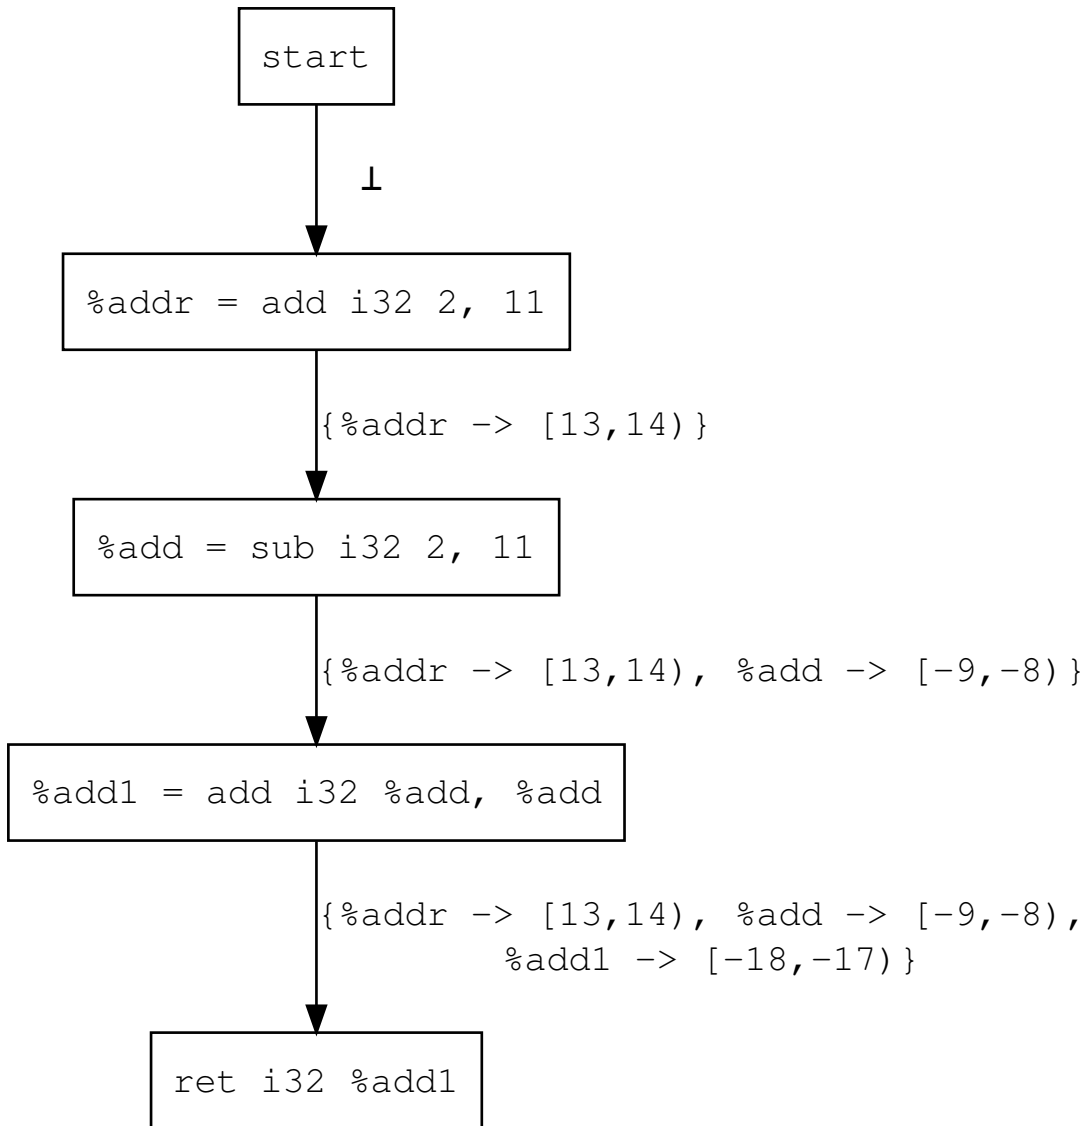 start
⊥
%addr = add i32 2, 11
{%addr -> [13,14)}
%add = sub i32 2, 11
{%addr -> [13,14), %add -> [-9,-8)}
%add1 = add i32 %add, %add
{%addr -> [13,14), %add -> [-9,-8),
%add1 -> [-18,-17)}
ret i32 %add1